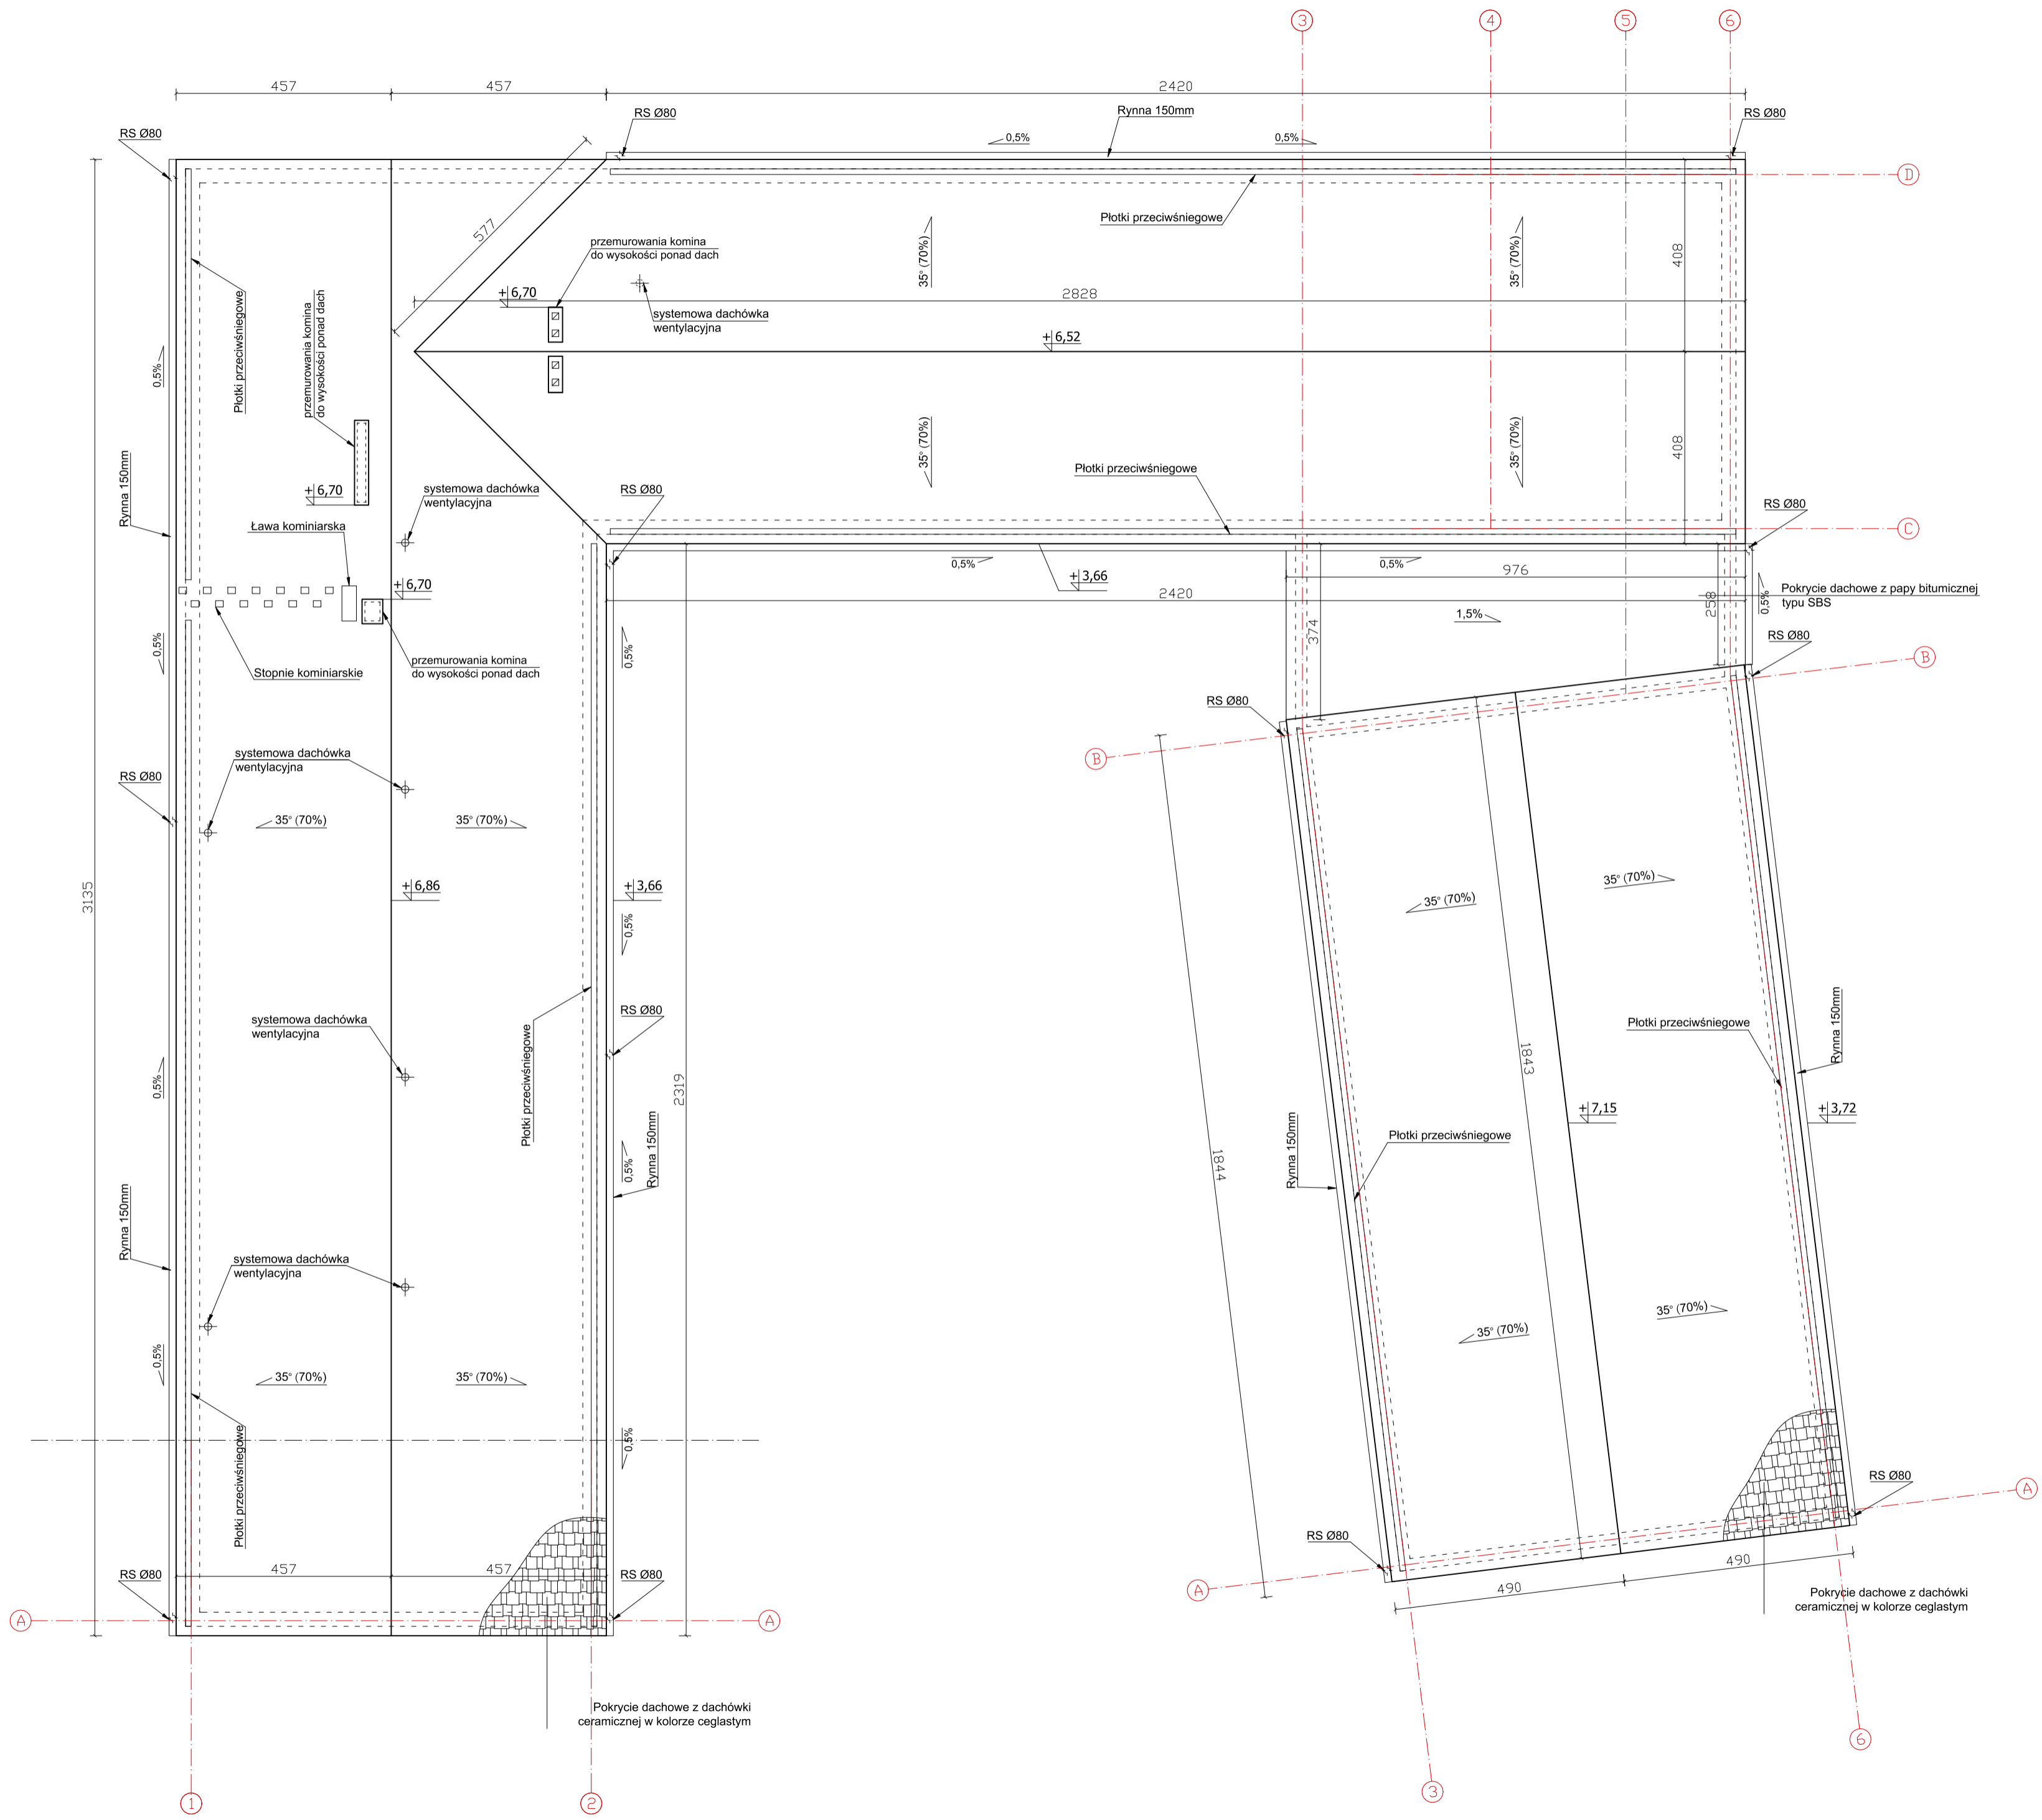 3
4
5
6
457
457
2420
RS Ø80
RS Ø80
Rynna 150mm
RS Ø80
0,5%
0,5%
D
577
Płotki przeciwśniegowe
przemurowania komina
do wysokości ponad dach
35° (70%)
35° (70%)
408
+6,70
2828
systemowa dachówka
wentylacyjna
+6,52
Płotki przeciwśniegowe
przemurowania komina
do wysokości ponad dach
0,5%
35° (70%)
35° (70%)
408
Płotki przeciwśniegowe
Rynna 150mm
+6,70
systemowa dachówka
wentylacyjna
RS Ø80
RS Ø80
Ława kominiarska
C
0,5%
0,5%
+3,66
976
+6,70
2420
258
0,5%
Pokrycie dachowe z papy bitumicznej
typu SBS
1,5%
374
RS Ø80
0,5%
0,5%
Stopnie kominiarskie
przemurowania komina
do wysokości ponad dach
B
RS Ø80
B
systemowa dachówka
wentylacyjna
RS Ø80
35° (70%)
35° (70%)
3135
+6,86
+3,66
0,5%
35° (70%)
35° (70%)
systemowa dachówka
wentylacyjna
RS Ø80
Płotki przeciwśniegowe
0,5%
2319
Rynna 150mm
0,5%
Płotki przeciwśniegowe
Rynna 150mm
1843
+7,15
+3,72
Płotki przeciwśniegowe
Rynna 150mm
1844
Rynna 150mm
systemowa dachówka
wentylacyjna
35° (70%)
35° (70%)
0,5%
35° (70%)
35° (70%)
0,5%
Płotki przeciwśniegowe
RS Ø80
A
RS Ø80
RS Ø80
457
457
RS Ø80
490
490
A
Pokrycie dachowe z dachówki
ceramicznej w kolorze ceglastym
A
A
Pokrycie dachowe z dachówki
ceramicznej w kolorze ceglastym
1
2
3
6